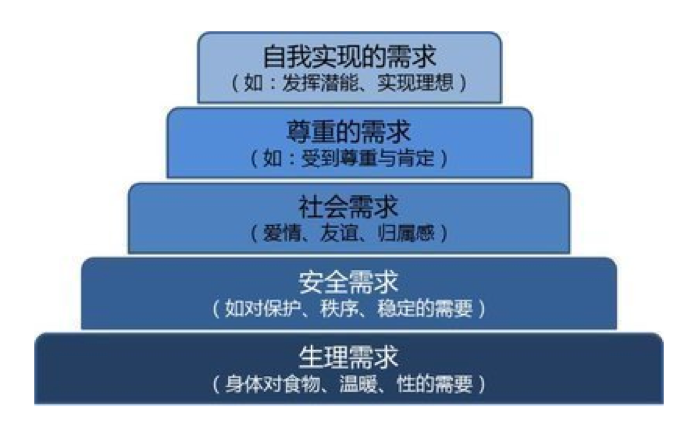 自我实现的需求
（如：发挥潜能、实现理想）
尊重的需求
（如：受到尊重与肯定）
社会需求
（爱情、友谊、归属感）
安全需求
（如对保护、秩序、稳定的需要）
生理需求
（身体对食物、温暖、性的需要）